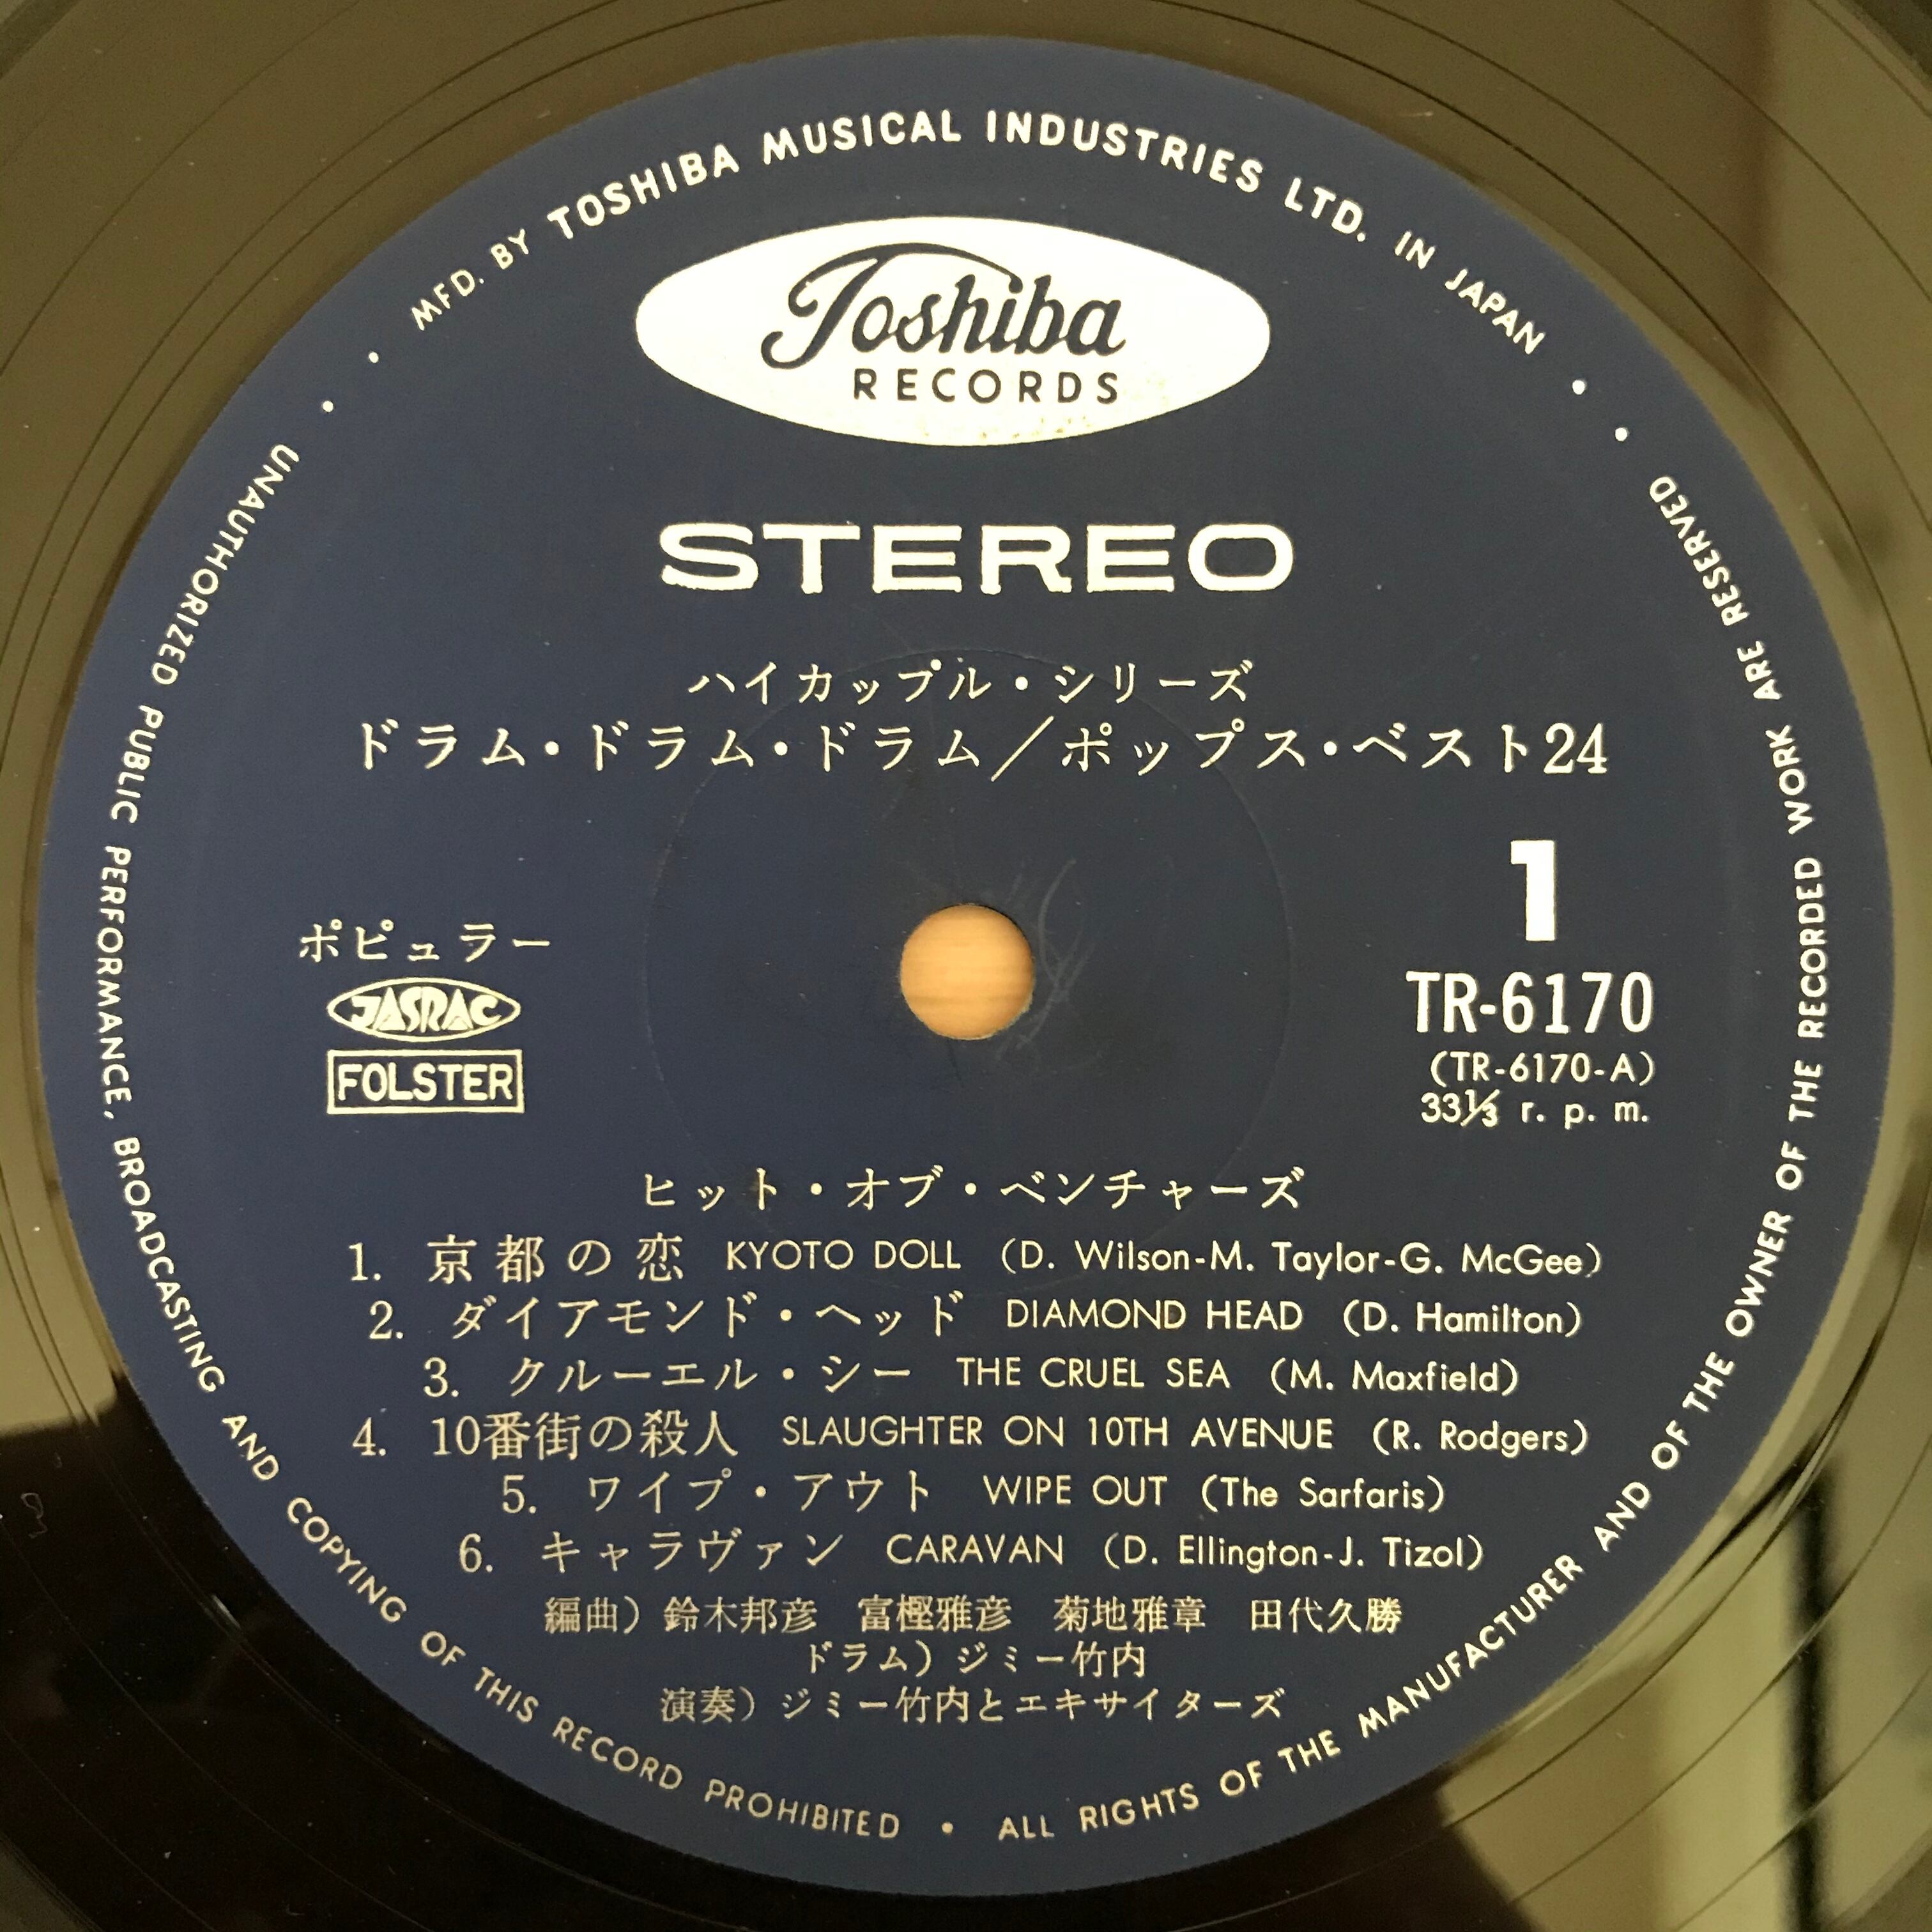 MFD. BY TOSHIBA MUSICAL INDUSTRIES LTD. IN JAPAN
Toshiba
RECORDS
STEREO
ハイカップル・シリーズ
ドラム・ドラム・ドラム／ポップス・ベスト24
1
ポピュラー
TR-6170
JASRAC
(TR-6170-A)
FOLSTER
33⅓ r. p. m.
ヒット・オブ・ベンチャーズ
1. 京都の恋 KYOTO DOLL (D. Wilson-M. Taylor-G. McGee)
2. ダイアモンド・ヘッド DIAMOND HEAD (D. Hamilton)
3. クルーエル・シー THE CRUEL SEA (M. Maxfield)
4. 10番街の殺人 SLAUGHTER ON 10TH AVENUE (R. Rodgers)
5. ワイプ・アウト WIPE OUT (The Sarfaris)
6. キャラヴァン CARAVAN (D. Ellington-J. Tizol)
編曲）鈴木邦彦 富樫雅彦 菊地雅章 田代久勝
ドラム）ジミー竹内
演奏）ジミー竹内とエキサイターズ
UNAUTHORIZED PUBLIC PERFORMANCE, BROADCASTING AND COPYING OF THIS RECORD PROHIBITED • ALL RIGHTS OF THE MANUFACTURER AND OF THE OWNER OF THE RECORDED WORK ARE RESERVED